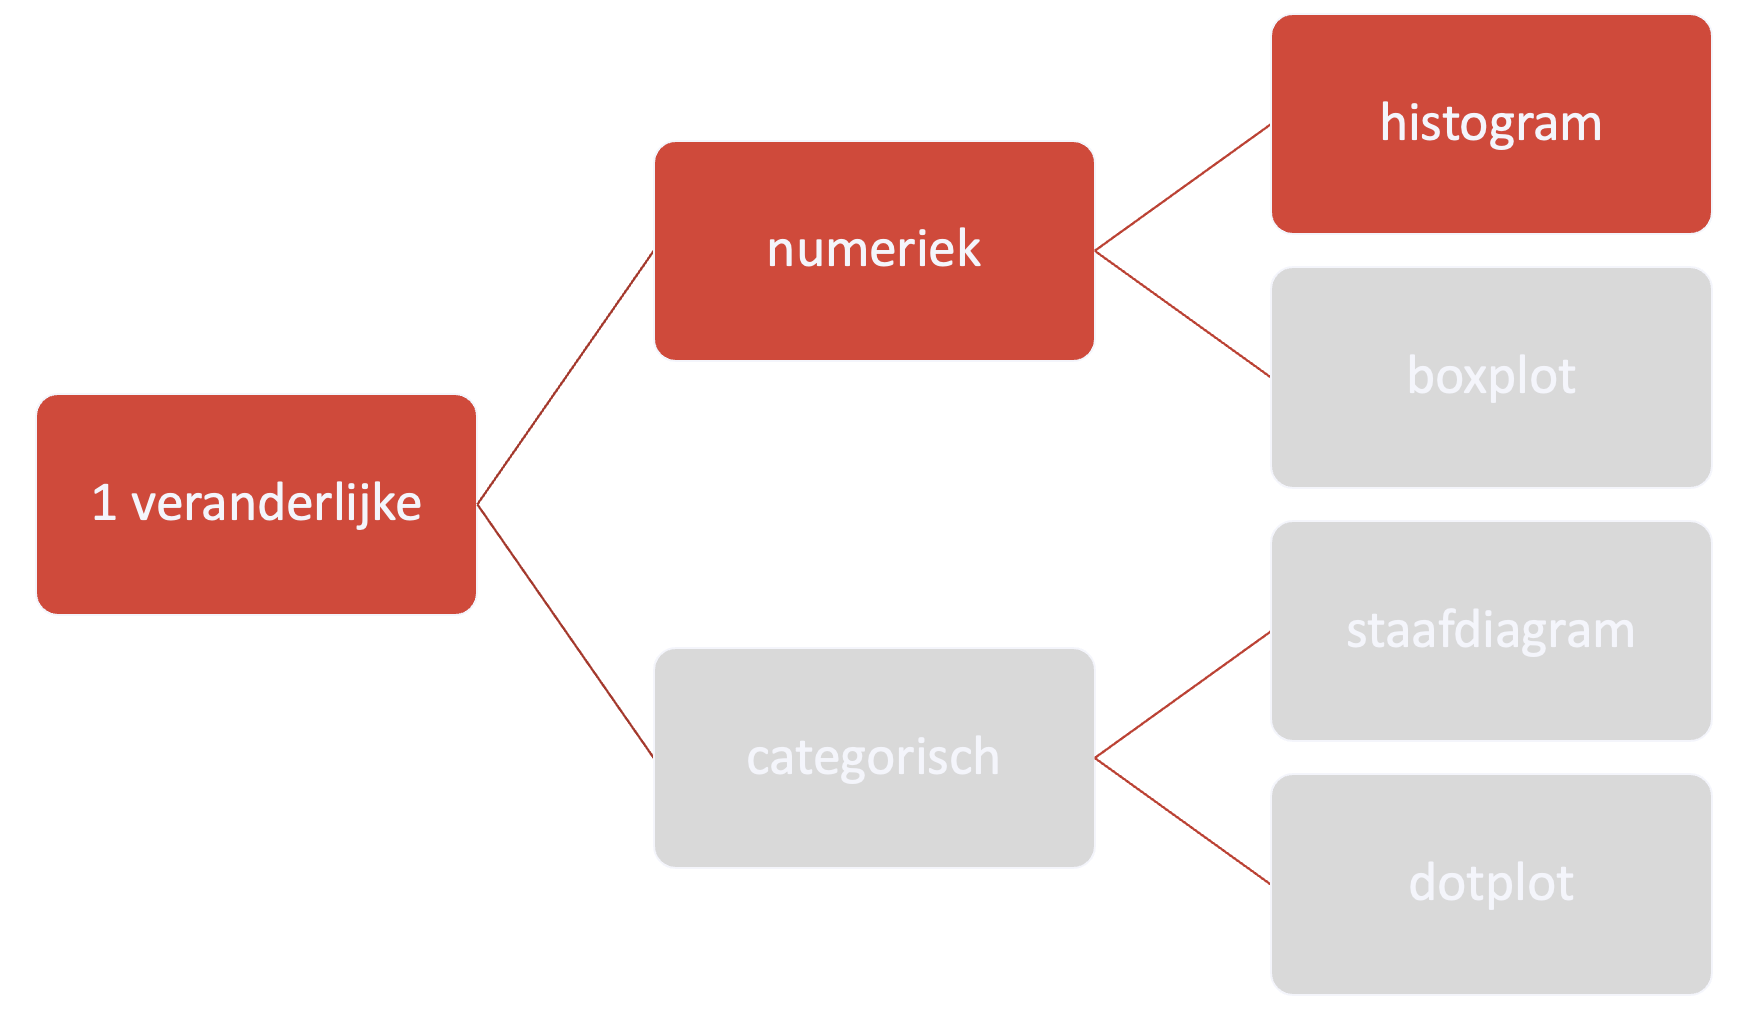 1 veranderlijke
numeriek
histogram
boxplot
categorisch
staafdiagram
dotplot